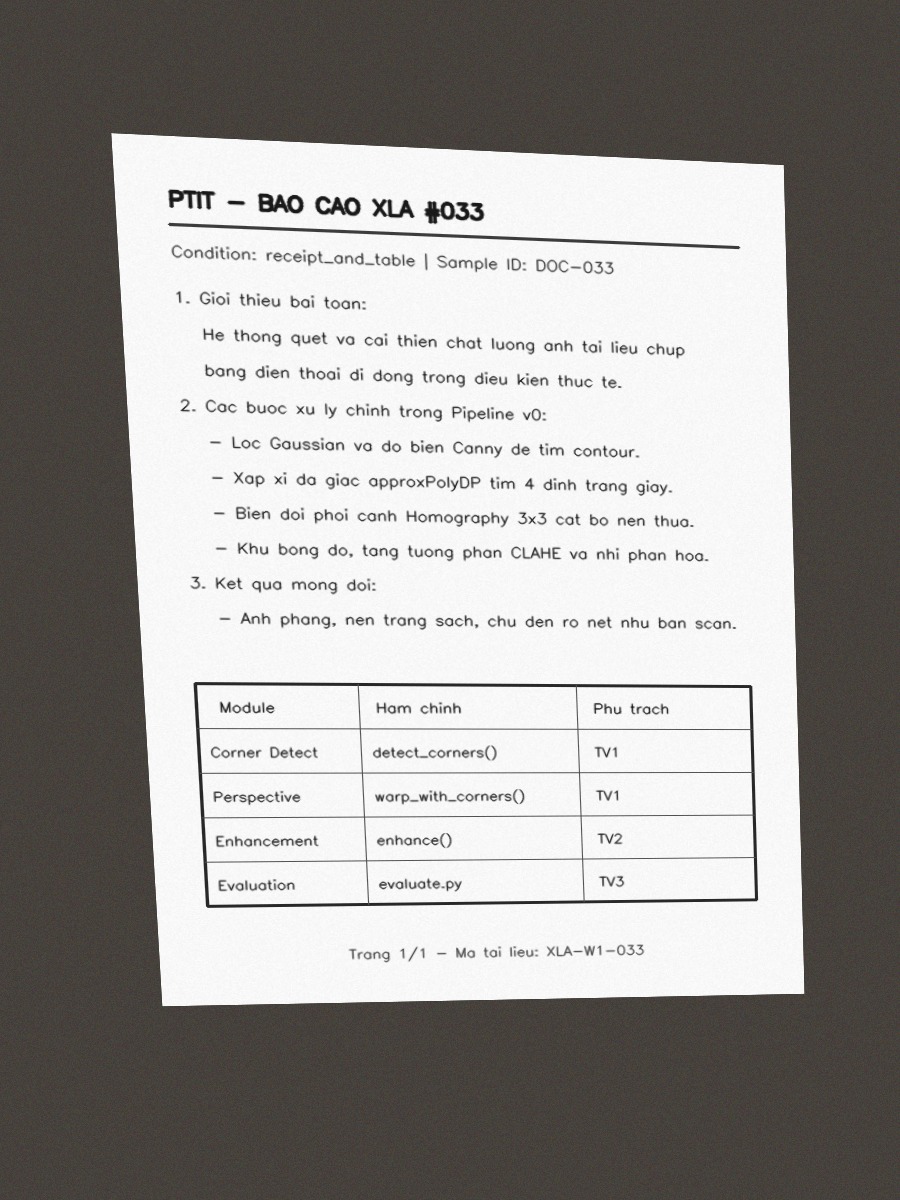 PTIT - BAO CAO XLA #033
Condition: receipt_and_table | Sample ID: DOC-033
1. Gioi thieu bai toan:
He thong quet va cai thien chat luong anh tai lieu chup
bang dien thoai di dong trong dieu kien thuc te.
2. Cac buoc xu ly chinh trong Pipeline v0:
- Loc Gaussian va do bien Canny de tim contour.
- Xap xi da giac approxPolyDP tim 4 dinh trang giay.
- Bien doi phoi canh Homography 3x3 cat bo nen thua.
- Khu bong do, tang tuong phan CLAHE va nhi phan hoa.
3. Ket qua mong doi:
- Anh phang, nen trang sach, chu den ro net nhu ban scan.
Module Ham chinh Phu trach
Corner Detect detect_corners() TV1
Perspective warp_with_corners() TV1
Enhancement enhance() TV2
Evaluation evaluate.py TV3
Trang 1/1 - Ma tai lieu: XLA-W1-033